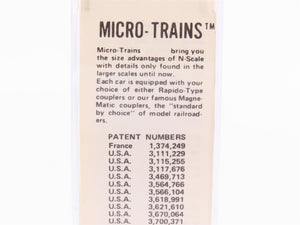 MICRO-TRAINS™
Micro-Trains bring you
the size advantages of N-Scale
with details only found in the
larger scales until now.
Each car is equipped with your
choice of either Rapido-Type
couplers or our famous Magne-
Matic couplers, the "standard
by choice" of model railroad-
ers.
PATENT NUMBERS
France 1,374,249
U.S.A. 3,111,229
U.S.A. 3,115,255
U.S.A. 3,117,676
U.S.A. 3,469,713
U.S.A. 3,564,766
U.S.A. 3,566,104
U.S.A. 3,618,991
U.S.A. 3,621,610
U.S.A. 3,670,064
U.S.A. 3,700,371